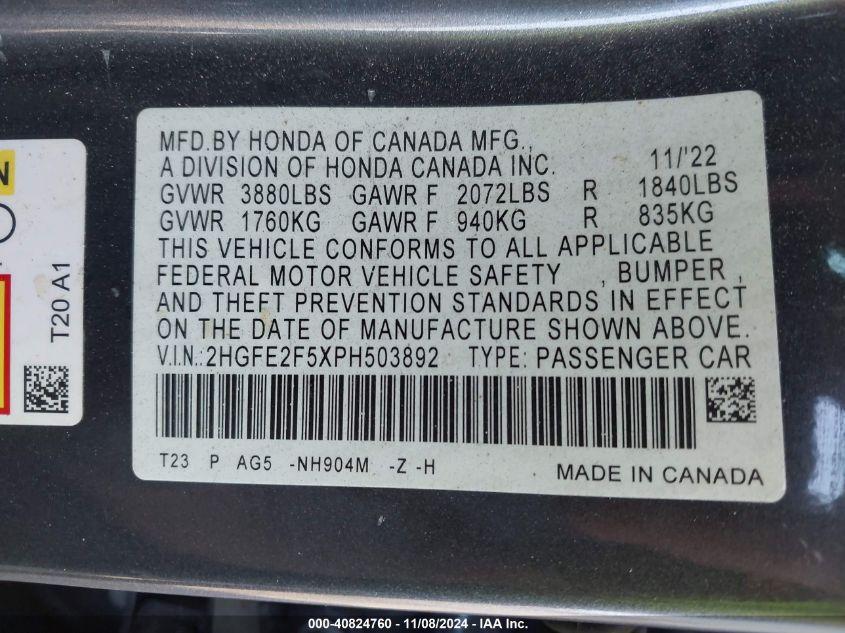 MFD.BY HONDA OF CANADA MFG.,
A DIVISION OF HONDA CANADA INC. 11/'22
GVWR 3880LBS GAWR F 2072LBS R 1840LBS
GVWR 1760KG GAWR F 940KG R 835KG
THIS VEHICLE CONFORMS TO ALL APPLICABLE
FEDERAL MOTOR VEHICLE SAFETY , BUMPER ,
AND THEFT PREVENTION STANDARDS IN EFFECT
ON THE DATE OF MANUFACTURE SHOWN ABOVE.
V.I.N.: 2HGFE2F5XPH503892 TYPE: PASSENGER CAR
T23 P AG5 -NH904M -Z -H MADE IN CANADA
T20 A1
000-40824760 - 11/08/2024 - IAA Inc.